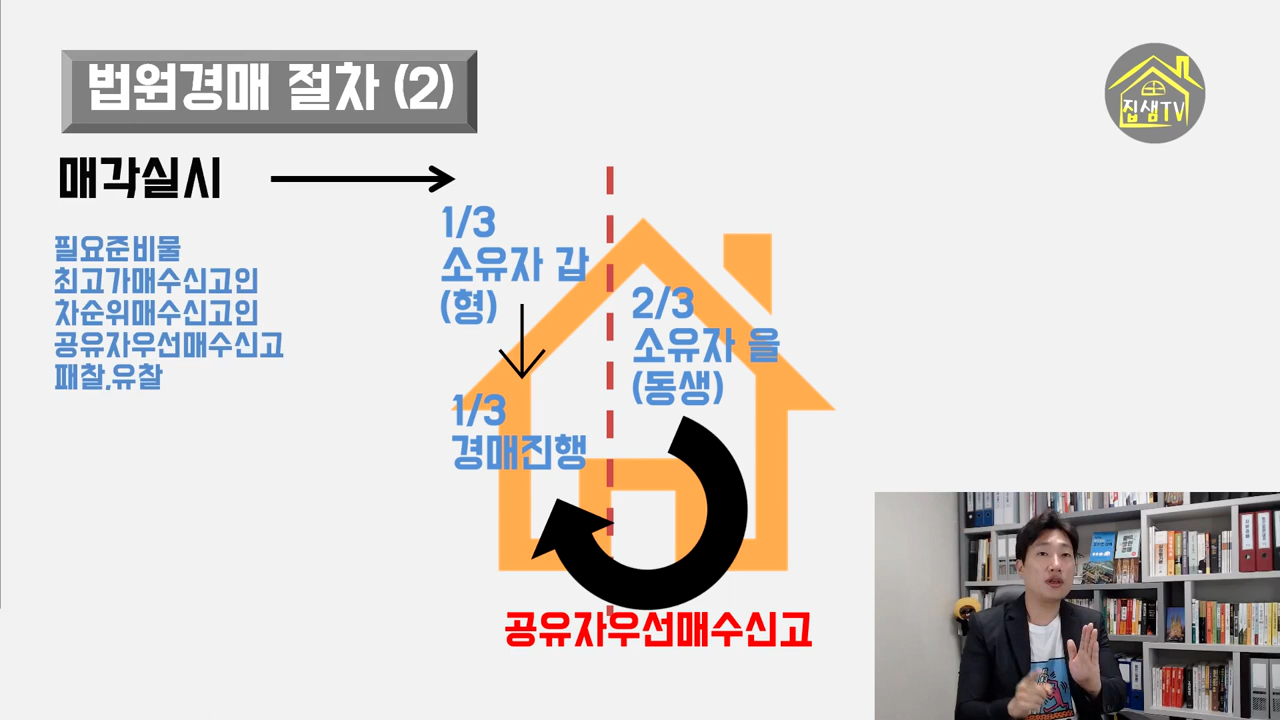 법원경매 절차 (2)
집샘TV
매각실시
필요준비물
최고가매수신고인
차순위매수신고인
공유자우선매수신고
패찰,유찰
1/3
소유자 갑
(형)
2/3
소유자 을
(동생)
1/3
경매진행
공유자우선매수신고